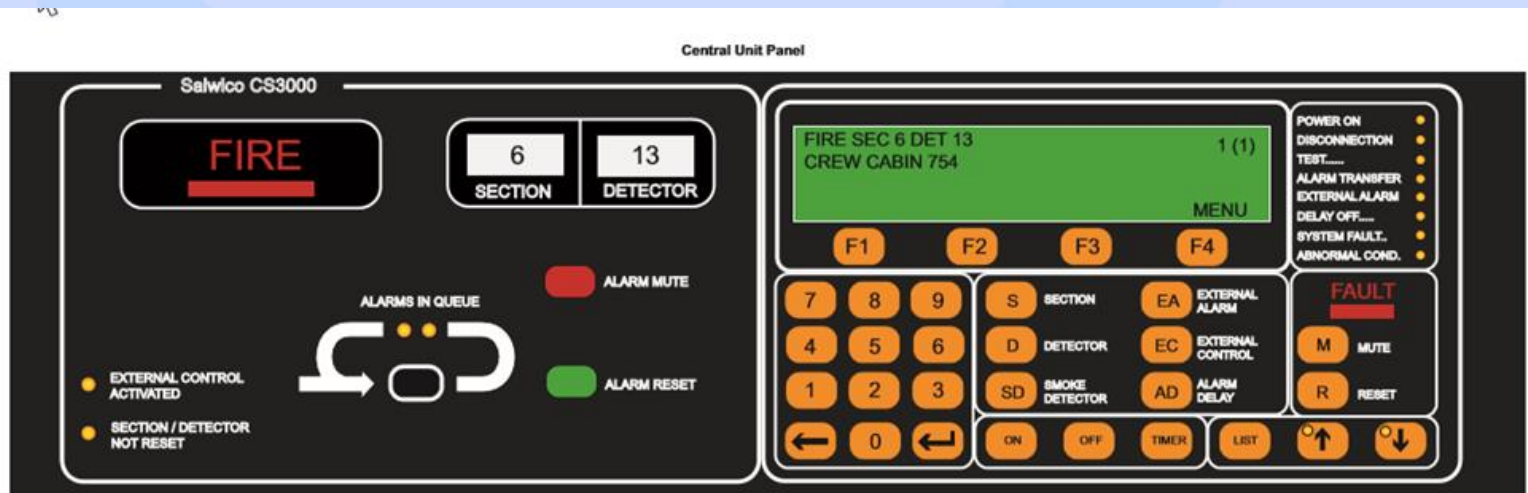 Central Unit Panel
Salwico CS3000
FIRE
6
SECTION
13
DETECTOR
ALARM MUTE
ALARMS IN QUEUE
ALARM RESET
EXTERNAL CONTROL
ACTIVATED
SECTION / DETECTOR
NOT RESET
FIRE SEC 6 DET 13 1 (1)
CREW CABIN 754
MENU
F1 F2 F3 F4
POWER ON
DISCONNECTION
TEST......
ALARM TRANSFER
EXTERNAL ALARM
DELAY OFF.....
SYSTEM FAULT..
ABNORMAL COND.
7 8 9
4 5 6
1 2 3
0
S SECTION
D DETECTOR
SD SMOKE
DETECTOR
EA EXTERNAL
ALARM
EC EXTERNAL
CONTROL
AD ALARM
DELAY
FAULT
M MUTE
R RESET
ON OFF TIMER
LIST